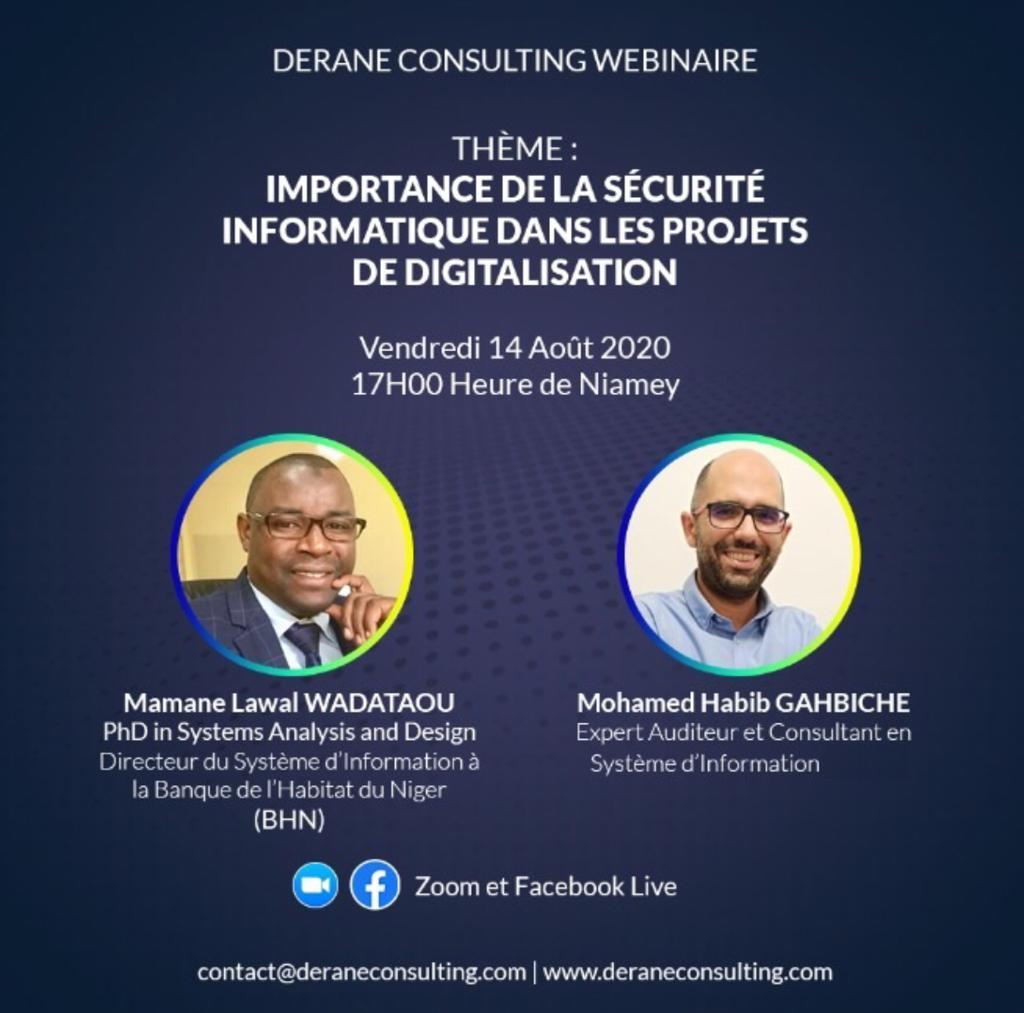 DERANE CONSULTING WEBINAIRE
THÈME :
IMPORTANCE DE LA SÉCURITÉ
INFORMATIQUE DANS LES PROJETS
DE DIGITALISATION
Vendredi 14 Août 2020
17H00 Heure de Niamey
Mamane Lawal WADATAOU
PhD in Systems Analysis and Design
Directeur du Système d'Information à
la Banque de l'Habitat du Niger
(BHN)
Mohamed Habib GAHBICHE
Expert Auditeur et Consultant en
Système d'Information
Zoom et Facebook Live
contact@deraneconsulting.com | www.deraneconsulting.com